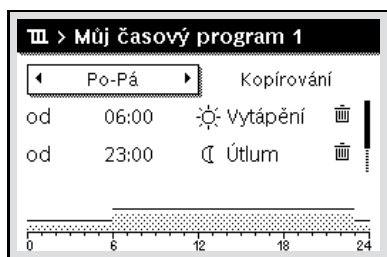 > Můj časový program 1
Po-Pá Kopírování
od 06:00 Vytápění
od 23:00 Útlum
0 6 12 18 24